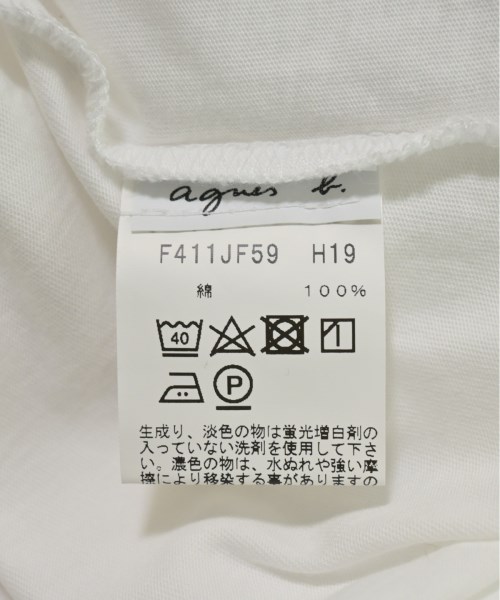 agnès b.
F411JF59 H19
綿 100%
40
P
生成り、淡色の物は蛍光増白剤の
入っていない洗剤を使用して下さ
い。濃色の物は、水ぬれや強い摩
擦により移染する事がありますの